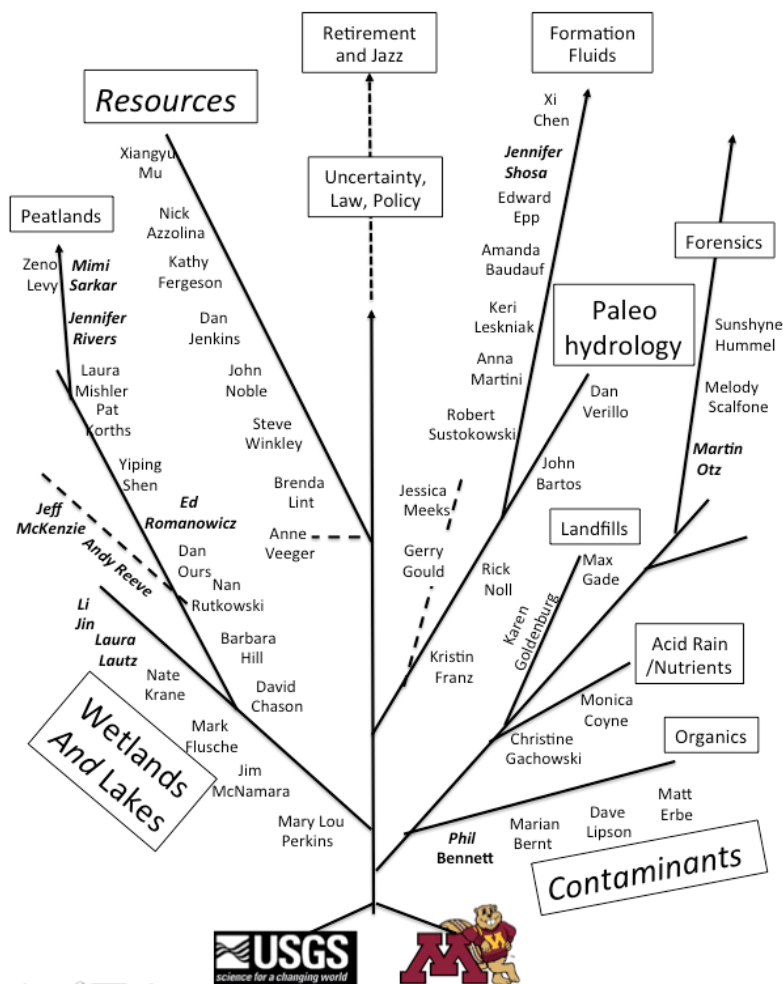 Retirement
and Jazz
Formation
Fluids
Resources
Xi
Chen
Xiangyu
Mu
Jennifer
Shosa
Uncertainty,
Law, Policy
Peatlands
Nick
Azzolina
Edward
Epp
Forensics
Zeno
Levy
Mimi
Sarkar
Kathy
Fergeson
Amanda
Baudauf
Jennifer
Rivers
Dan
Jenkins
Keri
Leskniak
Paleo
hydrology
Sunshyne
Hummel
Laura
Mishler
John
Noble
Anna
Martini
Dan
Verillo
Melody
Scalfone
Pat
Korths
Steve
Winkley
Robert
Sustokowski
Martin
Otz
Yiping
Shen
Brenda
Lint
Jessica
Meeks
John
Bartos
Jeff
McKenzie
Ed
Romanowicz
Anne
Veeger
Landfills
Andy Reeve
Dan
Ours
Gerry
Gould
Rick
Noll
Max
Gade
Nan
Rutkowski
Karen
Goldenburg
Li
Jin
Laura
Lautz
Barbara
Hill
Kristin
Franz
Acid Rain
/Nutrients
Nate
Krane
David
Chason
Monica
Coyne
Wetlands
And Lakes
Mark
Flusche
Christine
Gachowski
Organics
Jim
McNamara
Mary Lou
Perkins
Phil
Bennett
Marian
Bernt
Dave
Lipson
Matt
Erbe
Contaminants
USGS
science for a changing world
M
M